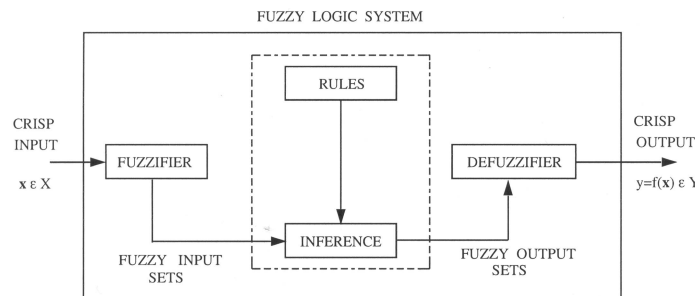 FUZZY LOGIC SYSTEM
RULES
CRISP
INPUT
FUZZIFIER
x ε X
DEFUZZIFIER
CRISP
OUTPUT
y=f(x) ε Y
INFERENCE
FUZZY INPUT
SETS
FUZZY OUTPUT
SETS